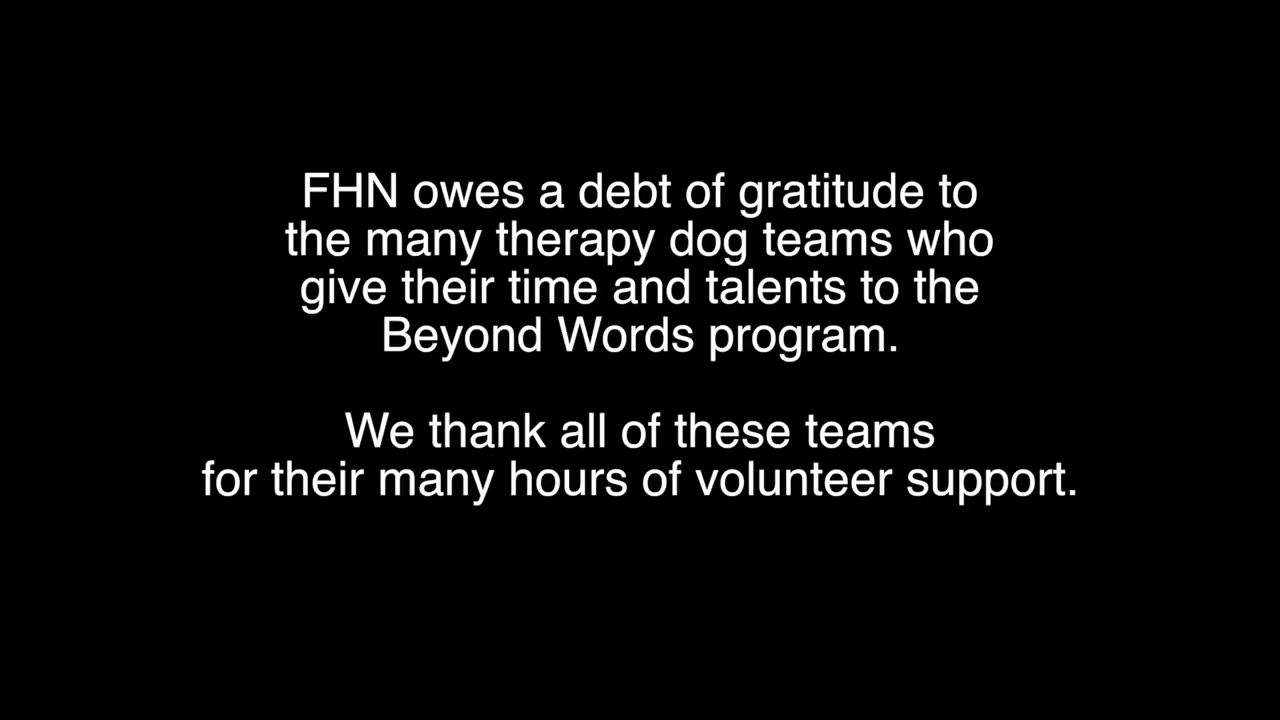 FHN owes a debt of gratitude to
the many therapy dog teams who
give their time and talents to the
Beyond Words program.
We thank all of these teams
for their many hours of volunteer support.